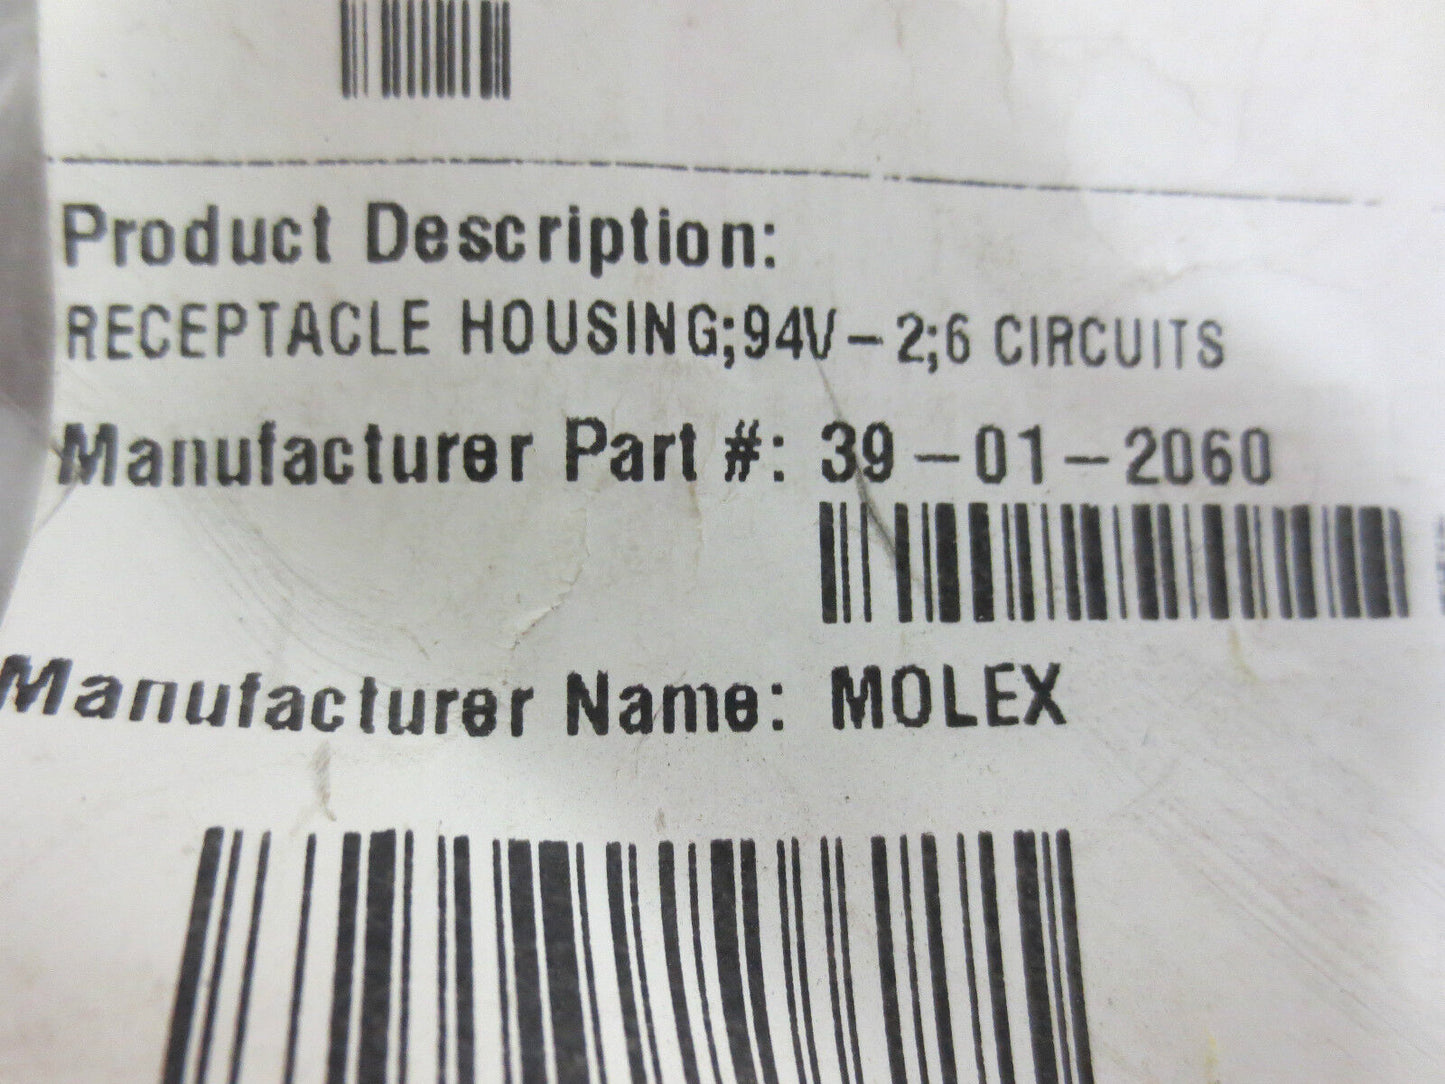 Product Description:
RECEPTACLE HOUSING;94V-2;6 CIRCUITS
Manufacturer Part #: 39-01-2060
Manufacturer Name: MOLEX